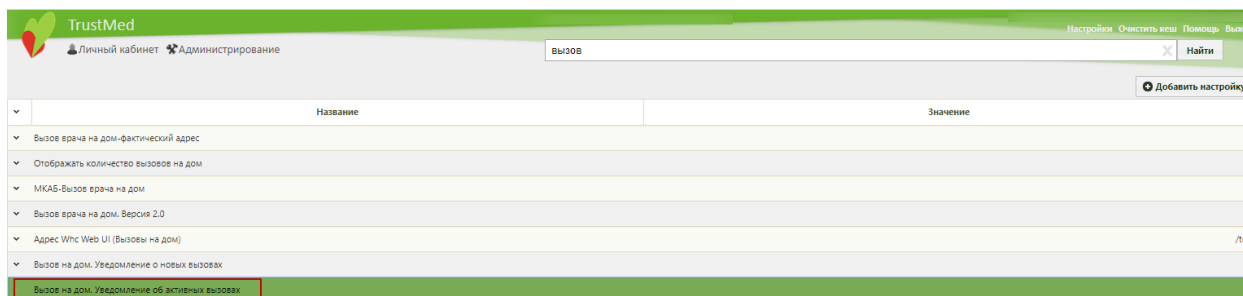 TrustMed
Настройки Очистить кеш Помощь
Личный кабинет Администрирование
вызов
Найти
Добавить настройку
Название Значение
Вызов врача на дом-фактический адрес
Отображать количество вызовов на дом
МКАБ-Вызов врача на дом
Вызов врача на дом. Версия 2.0
Адрес Whc Web UI (Вызовы на дом)
Вызов на дом. Уведомление о новых вызовах
Вызов на дом. Уведомление об активных вызовах